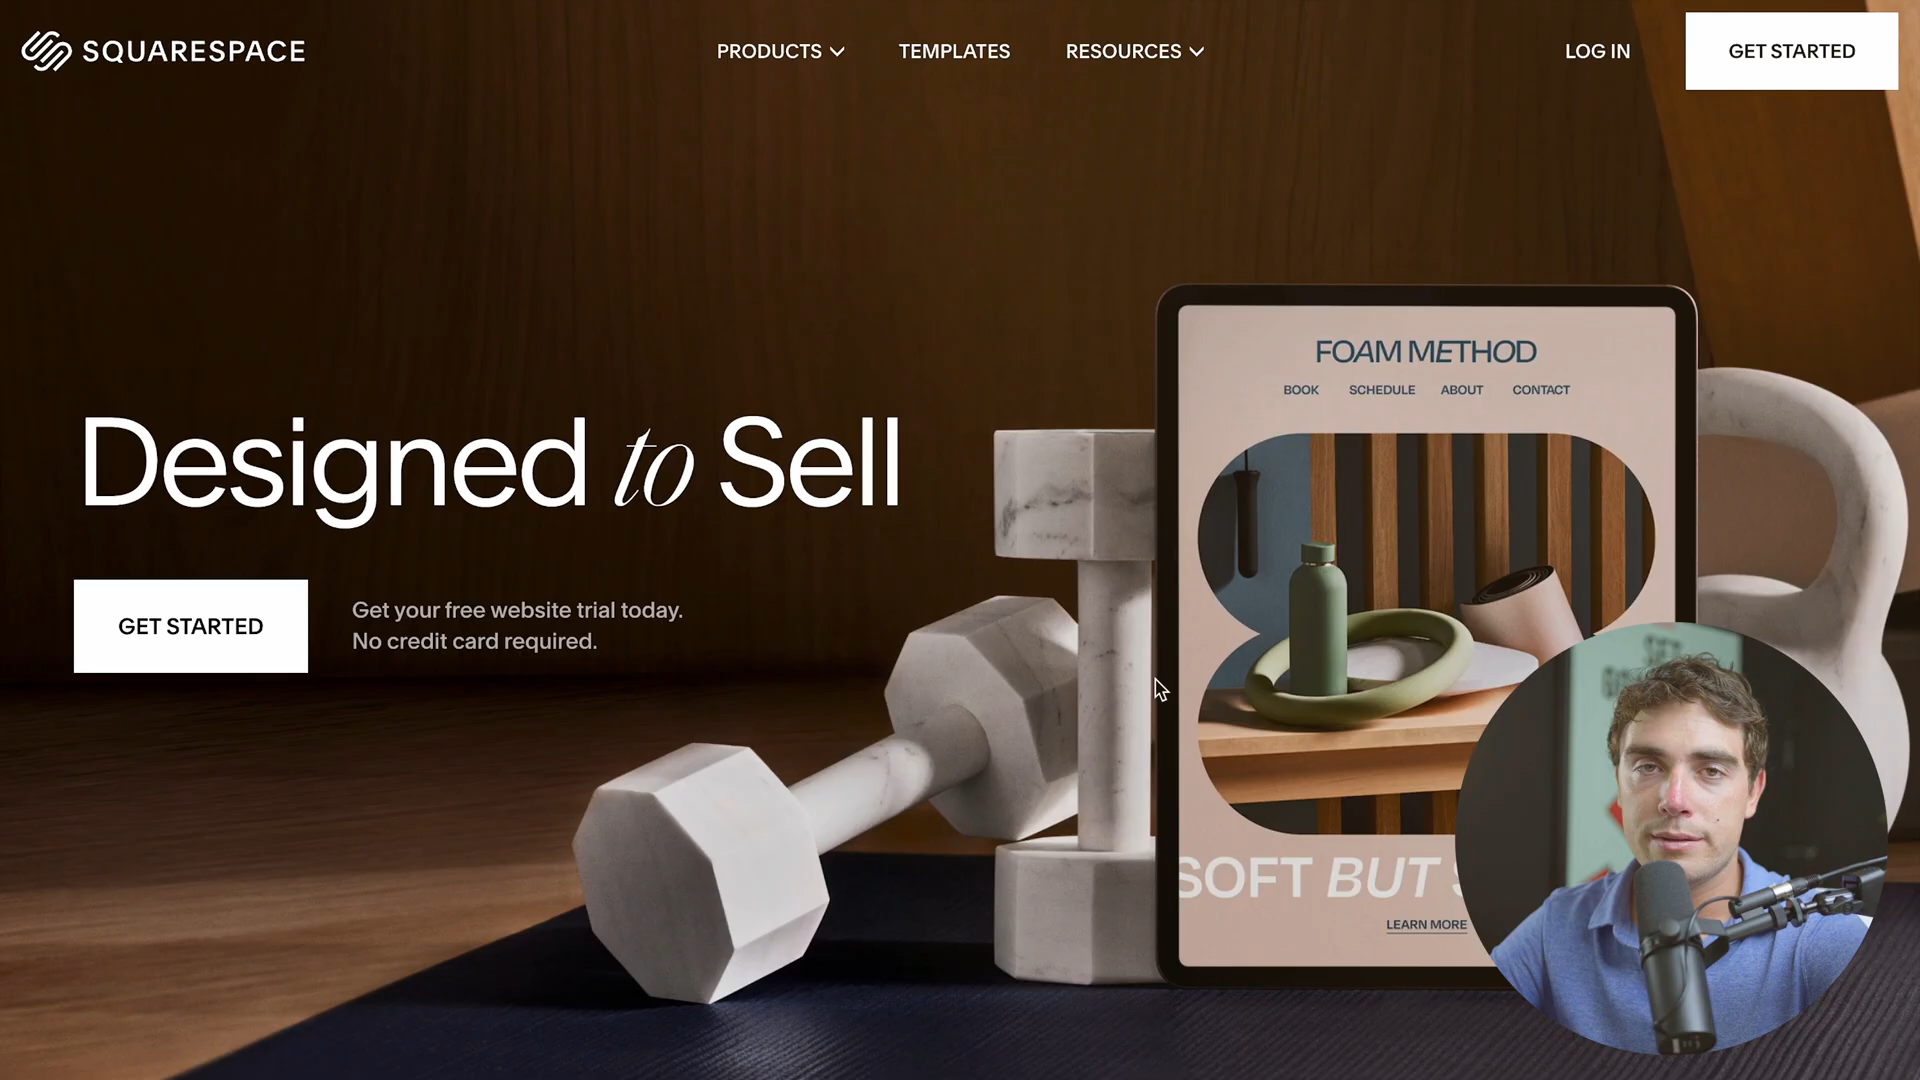 SQUARESPACE
PRODUCTS
TEMPLATES
RESOURCES
LOG IN
GET STARTED
Designed to Sell
GET STARTED
Get your free website trial today.
No credit card required.
FOAM METHOD
BOOK SCHEDULE ABOUT CONTACT
SOFT BUT
LEARN MORE